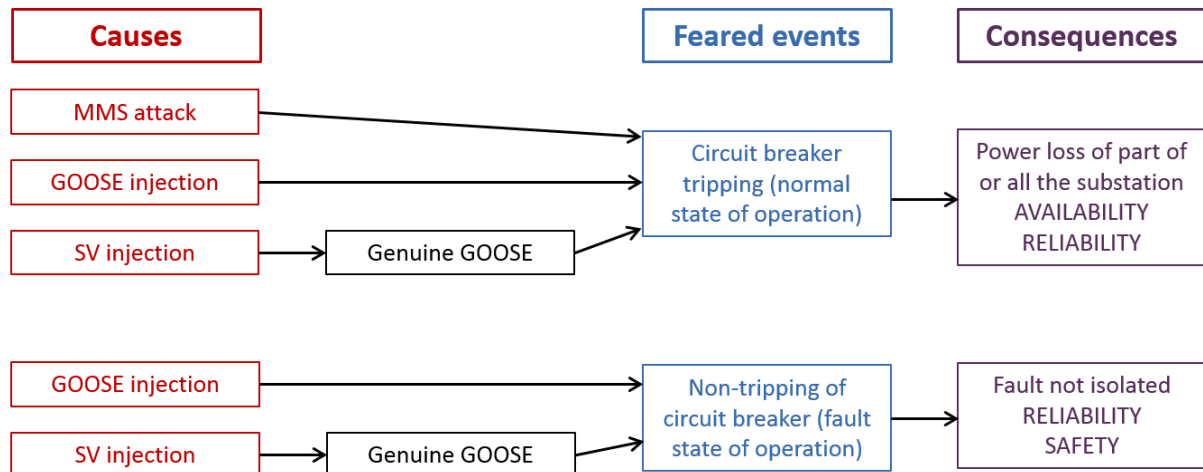 Causes
Feared events
Consequences
MMS attack
GOOSE injection
SV injection
Genuine GOOSE
Circuit breaker
tripping (normal
state of operation)
Power loss of part of
or all the substation
AVAILABILITY
RELIABILITY
GOOSE injection
SV injection
Genuine GOOSE
Non-tripping of
circuit breaker (fault
state of operation)
Fault not isolated
RELIABILITY
SAFETY